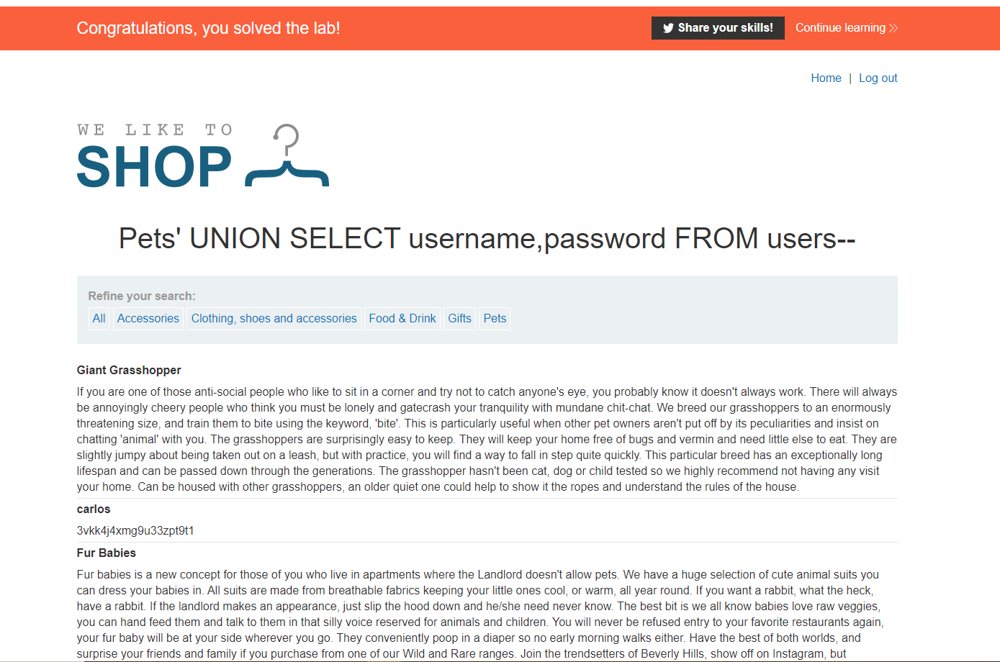 Congratulations, you solved the lab!
Share your skills!
Continue learning
Home | Log out
WE LIKE TO
SHOP
Pets' UNION SELECT username,password FROM users--
Refine your search:
All
Accessories
Clothing, shoes and accessories
Food & Drink
Gifts
Pets
Giant Grasshopper
If you are one of those anti-social people who like to sit in a corner and try not to catch anyone's eye, you probably know it doesn't always work. There will always
be annoyingly cheery people who think you must be lonely and gatecrash your tranquility with mundane chit-chat. We breed our grasshoppers to an enormously
threatening size, and train them to bite using the keyword, 'bite'. This is particularly useful when other pet owners aren't put off by its peculiarities and insist on
chatting 'animal' with you. The grasshoppers are surprisingly easy to keep. They will keep your home free of bugs and vermin and need little else to eat. They are
slightly jumpy about being taken out on a leash, but with practice, you will find a way to fall in step quite quickly. This particular breed has an exceptionally long
lifespan and can be passed down through the generations. The grasshopper hasn't been cat, dog or child tested so we highly recommend not having any visit
your home. Can be housed with other grasshoppers, an older quiet one could help to show it the ropes and understand the rules of the house.
carlos
3vkk4j4xmg9u33zpt9t1
Fur Babies
Fur babies is a new concept for those of you who live in apartments where the Landlord doesn't allow pets. We have a huge selection of cute animal suits you
can dress your babies in. All suits are made from breathable fabrics keeping your little ones cool, or warm, all year round. If you want a rabbit, what the heck,
have a rabbit. If the landlord makes an appearance, just slip the hood down and he/she need never know. The best bit is we all know babies love raw veggies,
you can hand feed them and talk to them in that silly voice reserved for animals and children. You will never be refused entry to your favorite restaurants again,
your fur baby will be at your side wherever you go. They conveniently poop in a diaper so no early morning walks either. Have the best of both worlds, and
surprise your friends and family if you purchase from one of our Wild and Rare ranges. Join the trendsetters of Beverly Hills, show off on Instagram, but